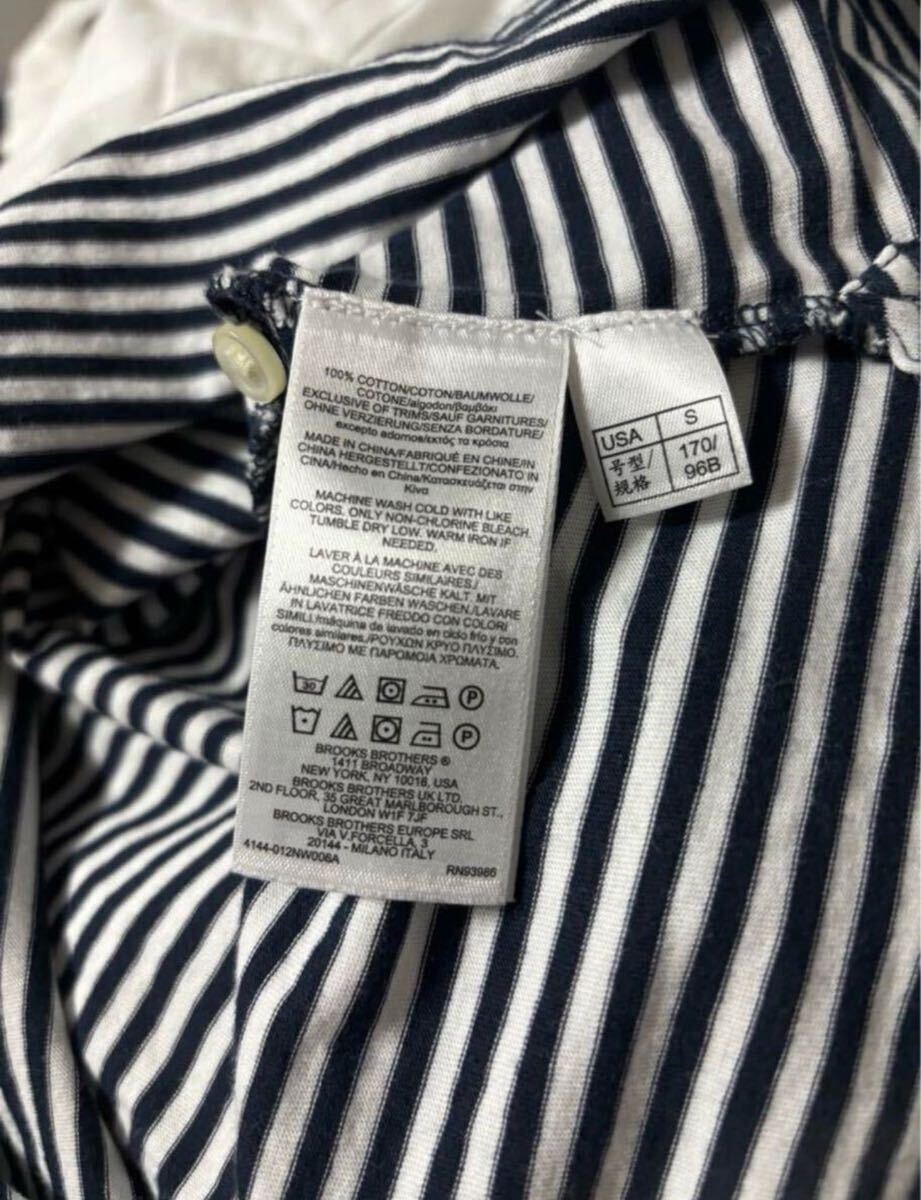 100% COTTON/COTON/BAUMWOLLE/
COTONE/algodon/βαμβάκι
EXCLUSIVE OF TRIMS/SAUF GARNITURES/
OHNE VERZIERUNG/SENZA BORDATURE/
excepto adornos/εκτός τα κρόσια
MADE IN CHINA/FABRIQUÉ EN CHINE/IN
CHINA HERGESTELLT/CONFEZIONATO IN
CINA/Hecho en China/Κατασκευάζεται στην
Κίνα
MACHINE WASH COLD WITH LIKE
COLORS. ONLY NON-CHLORINE BLEACH.
TUMBLE DRY LOW. WARM IRON IF
NEEDED.
LAVER À LA MACHINE AVEC DES
COULEURS SIMILAIRES./
MASCHINENWÄSCHE KALT. MIT
ÄHNLICHEN FARBEN WASCHEN./LAVARE
IN LAVATRICE FREDDO CON COLORI
SIMILI./máquina de lavado en ciclo frío y con
colores similares./ΡΟΥΧΩΝ ΚΡΥΟ ΠΛΥΣΙΜΟ.
ΠΛΥΣΙΜΟ ΜΕ ΠΑΡΟΜΟΙΑ ΧΡΩΜΑΤΑ.
30 P
P
BROOKS BROTHERS ®
1411 BROADWAY
NEW YORK, NY 10018, USA
BROOKS BROTHERS UK LTD.
2ND FLOOR, 35 GREAT MARLBOROUGH ST.,
LONDON W1F 7JF
BROOKS BROTHERS EUROPE SRL
VIA V.FORCELLA, 3
20144 - MILANO ITALY
4144-012NW006A RN93986
USA S
号型/ 170/
规格 96B